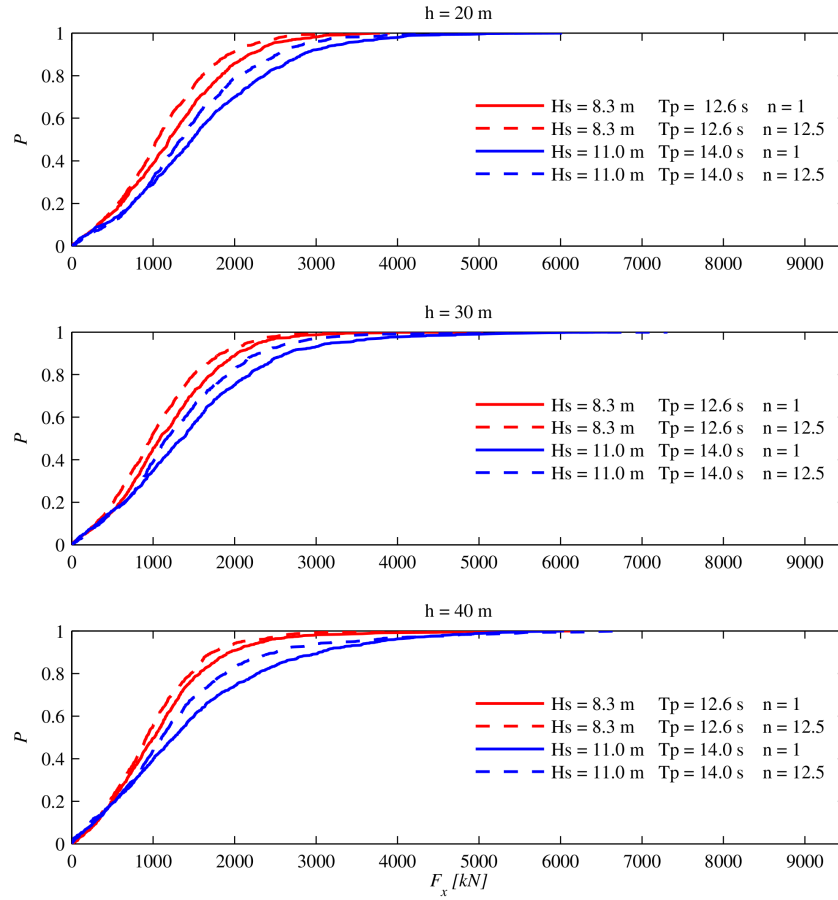 h = 20 m
1
0.8
0.6
0.4
0.2
0
P
Hs = 8.3 m Tp = 12.6 s n = 1
Hs = 8.3 m Tp = 12.6 s n = 12.5
Hs = 11.0 m Tp = 14.0 s n = 1
Hs = 11.0 m Tp = 14.0 s n = 12.5
0 1000 2000 3000 4000 5000 6000 7000 8000 9000
h = 30 m
1
0.8
0.6
0.4
0.2
0
P
Hs = 8.3 m Tp = 12.6 s n = 1
Hs = 8.3 m Tp = 12.6 s n = 12.5
Hs = 11.0 m Tp = 14.0 s n = 1
Hs = 11.0 m Tp = 14.0 s n = 12.5
0 1000 2000 3000 4000 5000 6000 7000 8000 9000
h = 40 m
1
0.8
0.6
0.4
0.2
0
P
Hs = 8.3 m Tp = 12.6 s n = 1
Hs = 8.3 m Tp = 12.6 s n = 12.5
Hs = 11.0 m Tp = 14.0 s n = 1
Hs = 11.0 m Tp = 14.0 s n = 12.5
0 1000 2000 3000 4000 5000 6000 7000 8000 9000
F_x [kN]